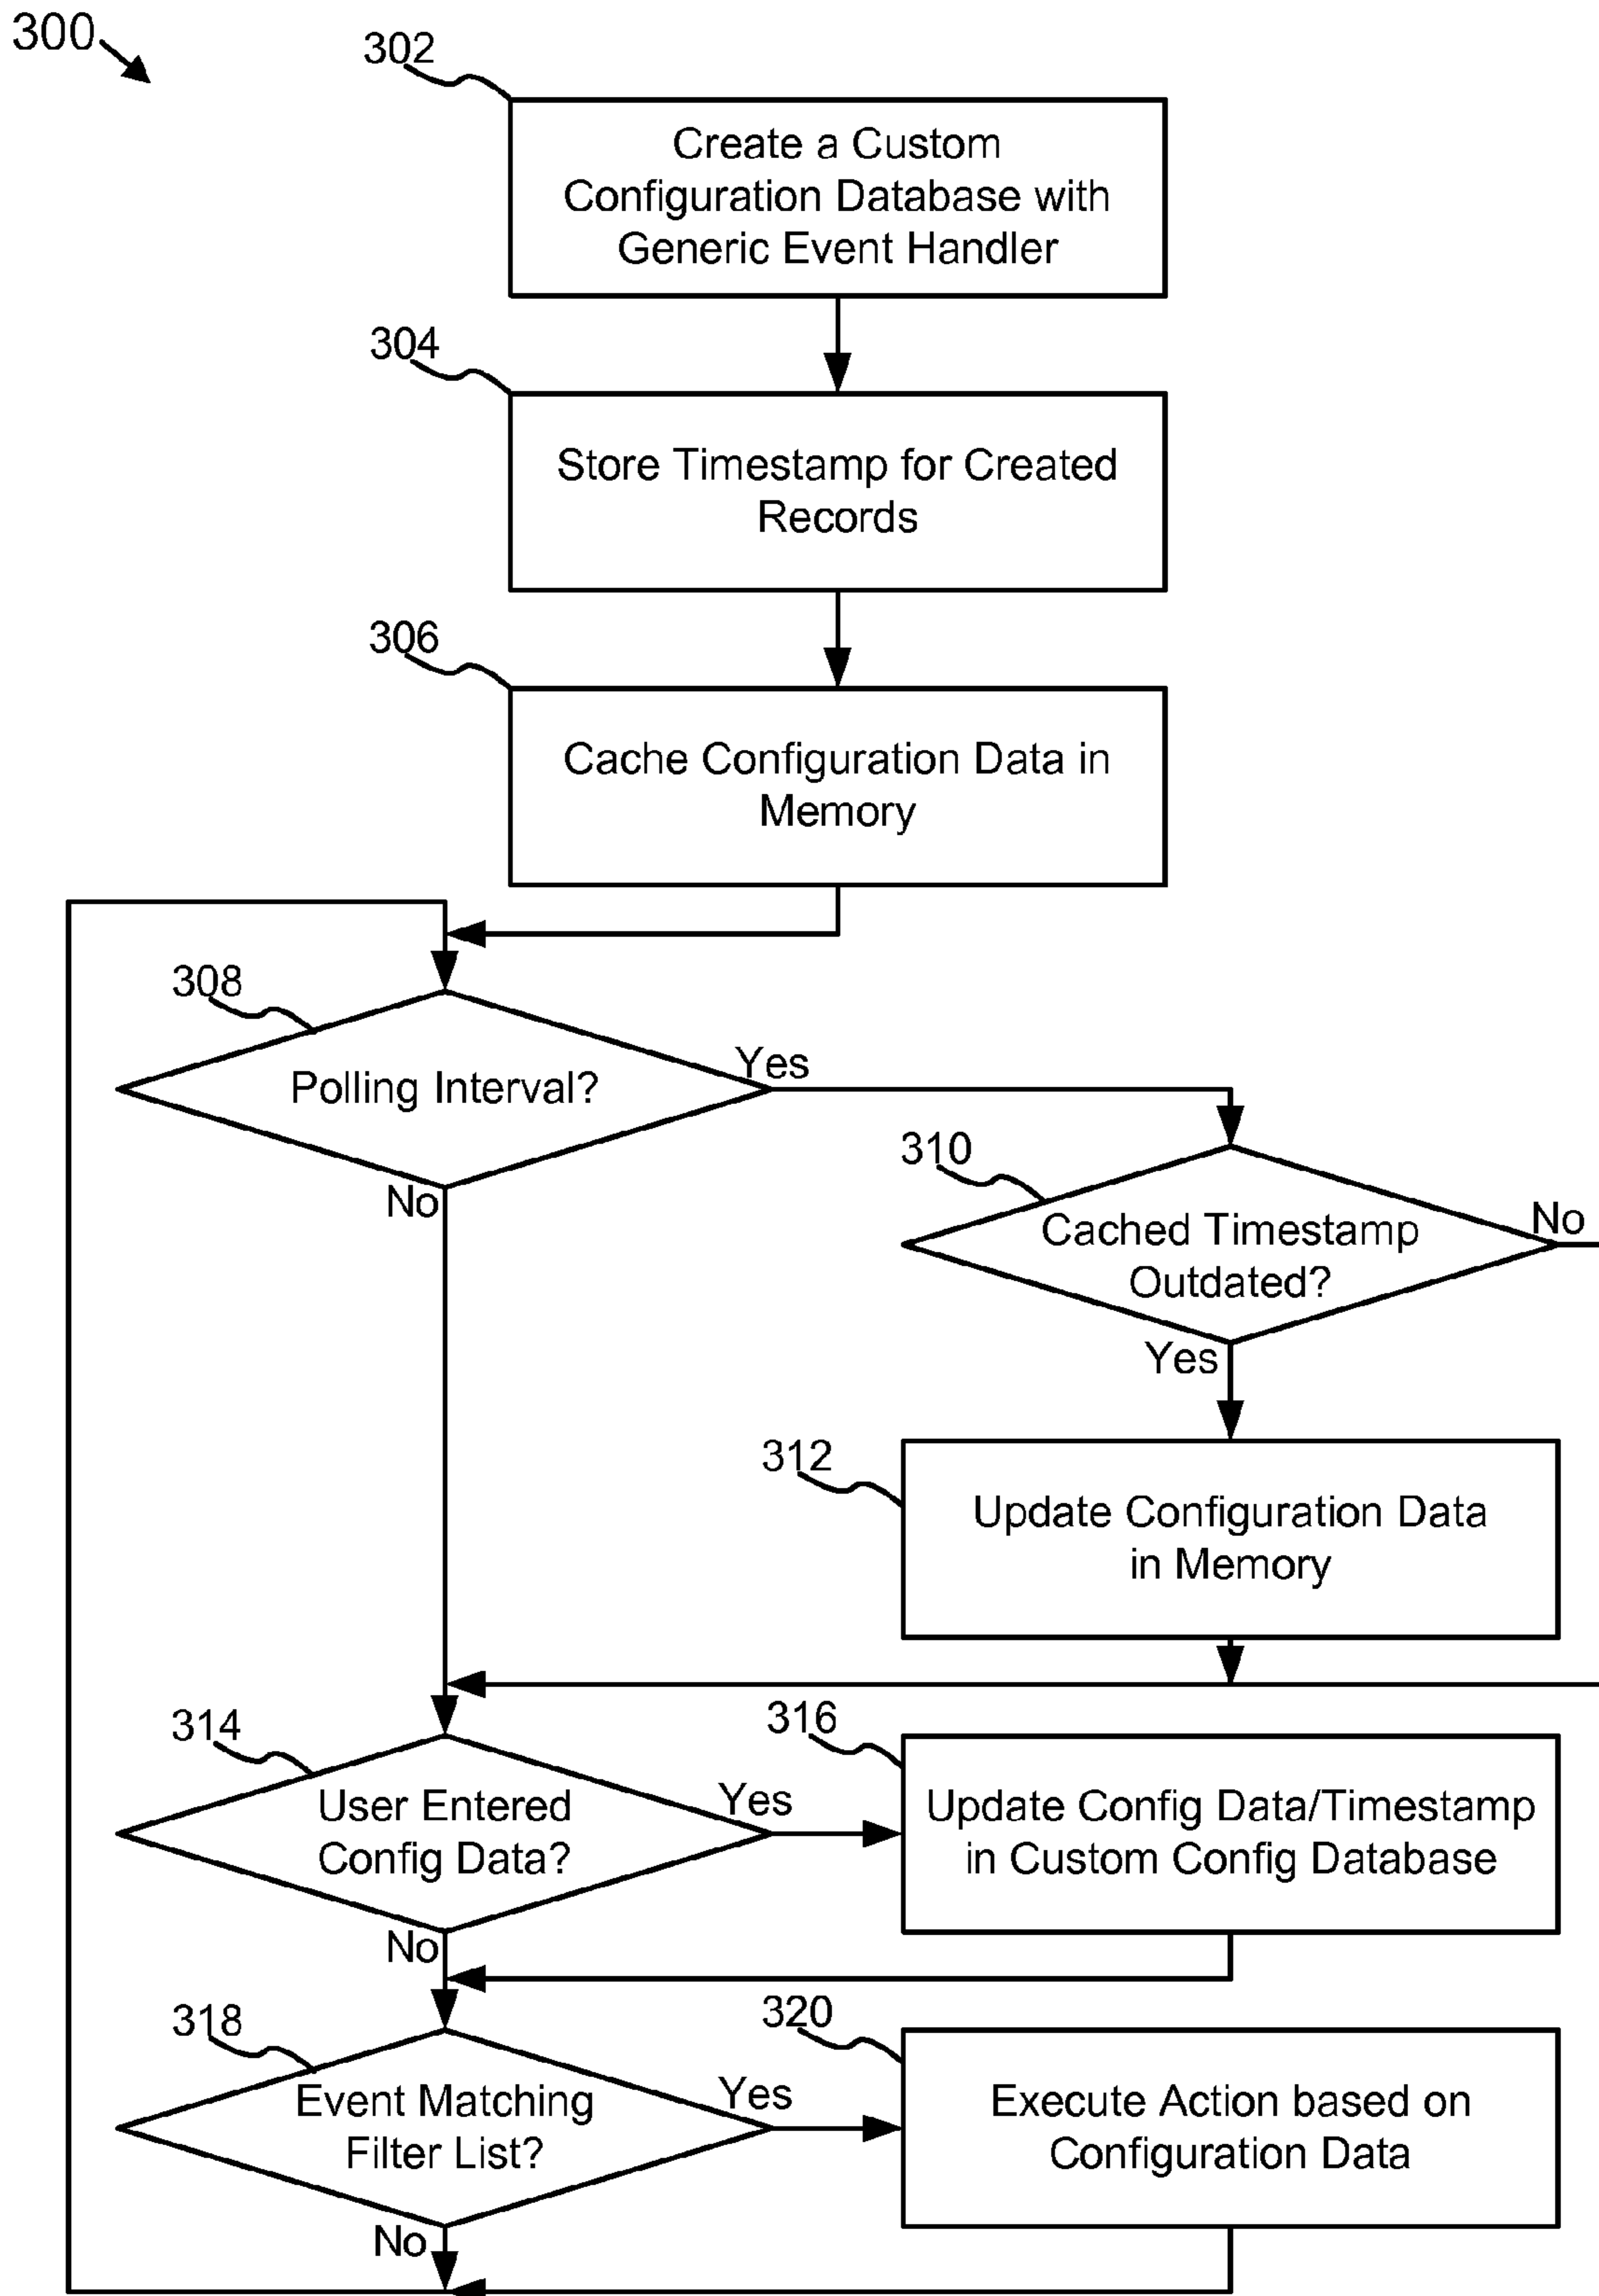 300
302
Create a Custom
Configuration Database with
Generic Event Handler
304
Store Timestamp for Created
Records
306
Cache Configuration Data in
Memory
308
Polling Interval?
Yes
No
310
Cached Timestamp
Outdated?
No
Yes
312
Update Configuration Data
in Memory
314
User Entered
Config Data?
Yes
No
316
Update Config Data/Timestamp
in Custom Config Database
318
Event Matching
Filter List?
Yes
No
320
Execute Action based on
Configuration Data